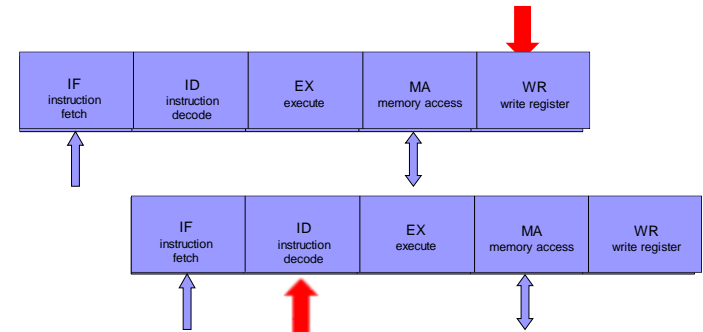 IF
instruction
fetch
ID
instruction
decode
EX
execute
MA
memory access
WR
write register
IF
instruction
fetch
ID
instruction
decode
EX
execute
MA
memory access
WR
write register